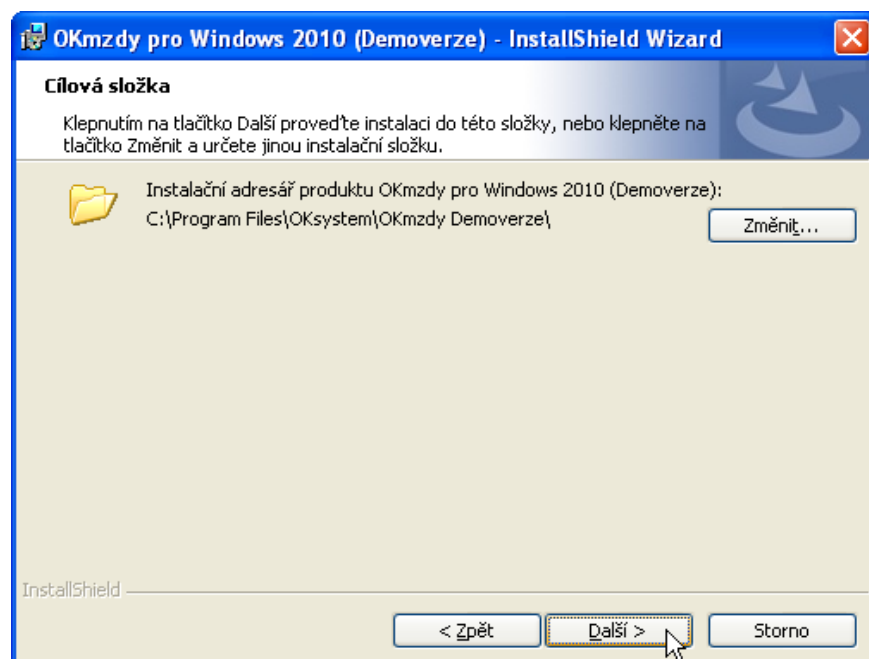 OKmzdy pro Windows 2010 (Demoverze) - InstallShield Wizard
Cílová složka
Klepnutím na tlačítko Další proveďte instalaci do této složky, nebo klepněte na
tlačítko Změnit a určete jinou instalační složku.
Instalační adresář produktu OKmzdy pro Windows 2010 (Demoverze):
C:\Program Files\OKsystem\OKmzdy Demoverze\
Změnit...
InstallShield
< Zpět
Další >
Storno